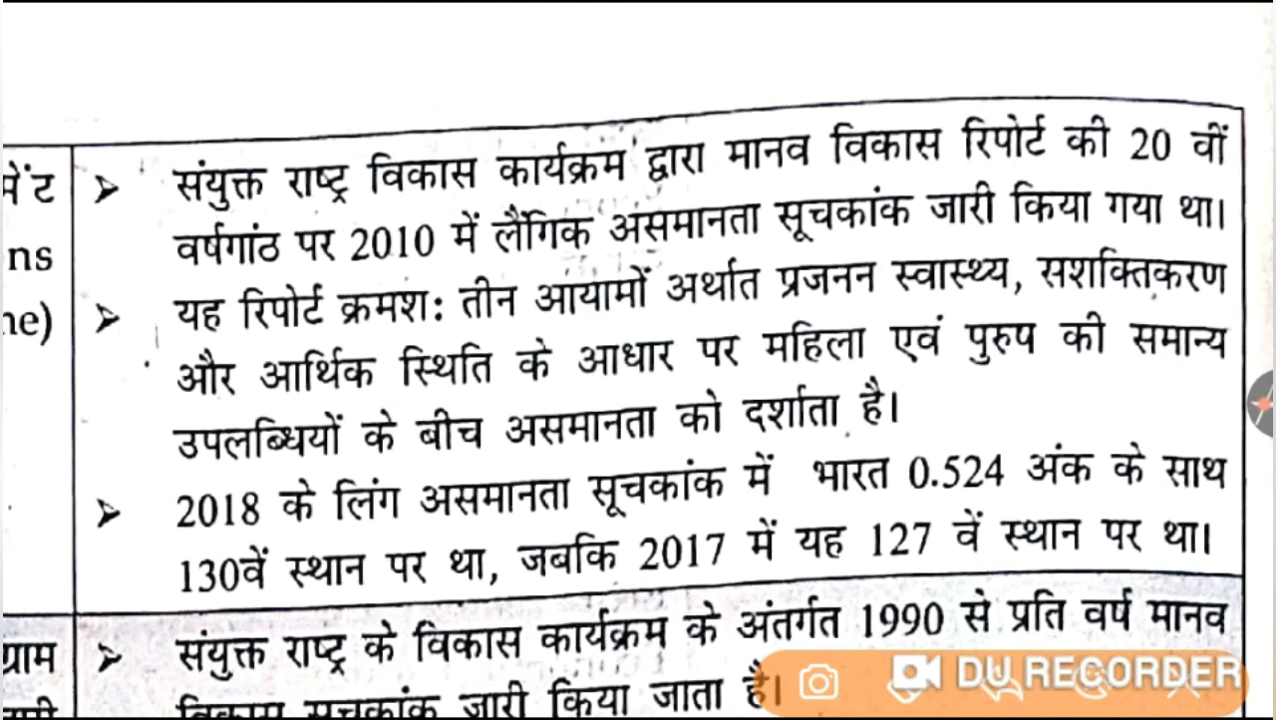 ➢ संयुक्त राष्ट्र विकास कार्यक्रम द्वारा मानव विकास रिपोर्ट की 20 वीं
वर्षगांठ पर 2010 में लैंगिक असमानता सूचकांक जारी किया गया था।
➢ यह रिपोर्ट क्रमश: तीन आयामों अर्थात प्रजनन स्वास्थ्य, सशक्तिकरण
और आर्थिक स्थिति के आधार पर महिला एवं पुरुष की समान्य
उपलब्धियों के बीच असमानता को दर्शाता है।
➢ 2018 के लिंग असमानता सूचकांक में भारत 0.524 अंक के साथ
130वें स्थान पर था, जबकि 2017 में यह 127 वें स्थान पर था।
➢ संयुक्त राष्ट्र के विकास कार्यक्रम के अंतर्गत 1990 से प्रति वर्ष मानव
विकास सूचकांक जारी किया जाता है।
मेंट
ns
ne)
ग्राम
DU RECORDER